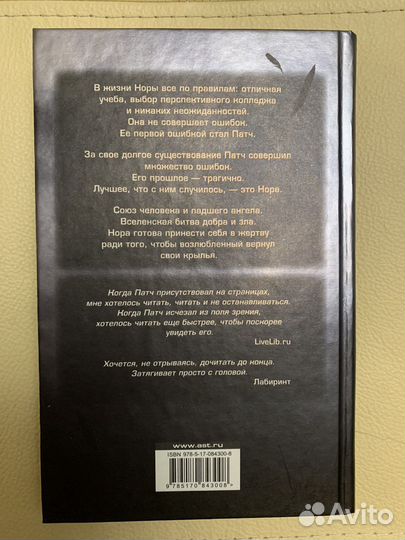 В жизни Норы все по правилам: отличная
учеба, выбор перспективного колледжа
и никаких неожиданностей.
Она не совершает ошибок.
Ее первой ошибкой стал Патч.
За свое долгое существование Патч совершил
множество ошибок.
Его прошлое — трагично.
Лучшее, что с ним случилось, — это Нора.
Союз человека и падшего ангела.
Вселенская битва добра и зла.
Нора готова принести себя в жертву
ради того, чтобы возлюбленный вернул
свои крылья.
Когда Патч присутствовал на страницах,
мне хотелось читать, читать и не останавливаться.
Когда Патч исчезал из поля зрения,
хотелось читать еще быстрее, чтобы поскорее
увидеть его.
LiveLib.ru
Хочется, не отрываясь, дочитать до конца.
Затягивает просто с головой.
Лабиринт
www.ast.ru
ISBN 978-5-17-084300-8
9 785170 843008 >
Avito